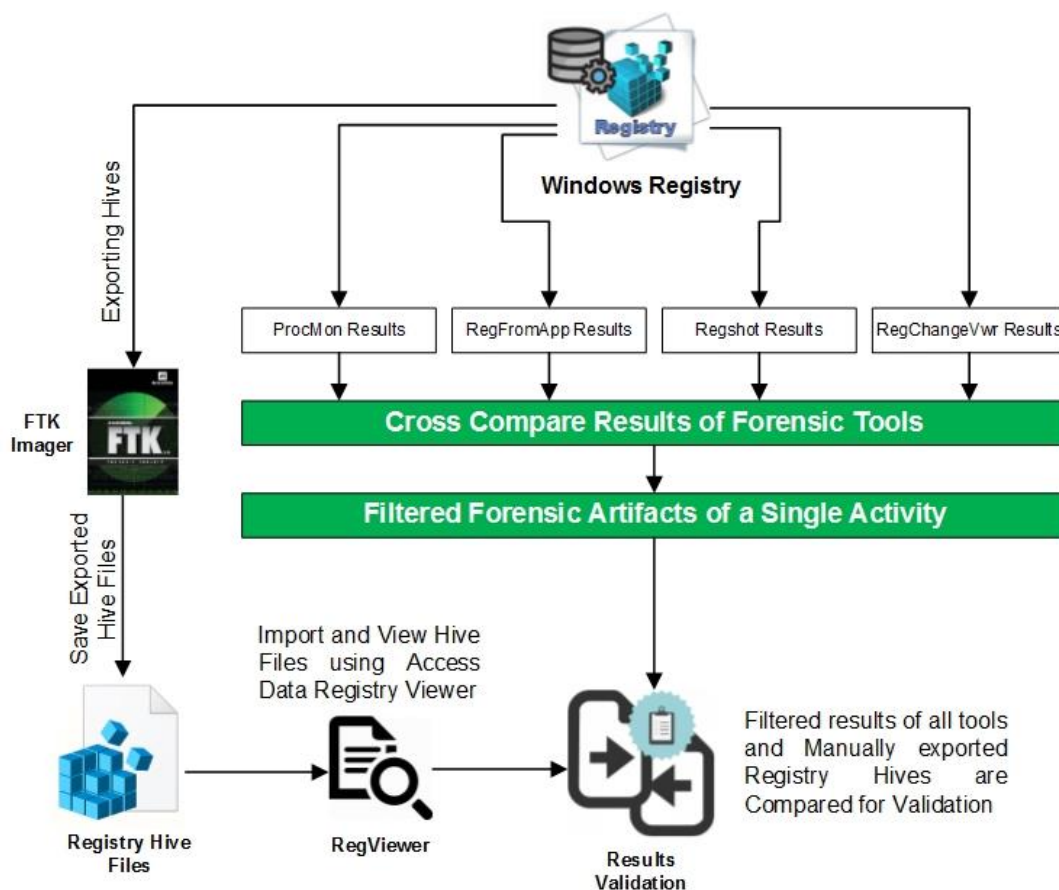 Registry
Windows Registry
Exporting Hives
ProcMon Results
RegFromApp Results
Regshot Results
RegChangeVwr Results
FTK
Imager
FTK
Cross Compare Results of Forensic Tools
Filtered Forensic Artifacts of a Single Activity
Save Exported
Hive Files
Import and View Hive
Files using Access
Data Registry Viewer
Filtered results of all tools
and Manually exported
Registry Hives are
Compared for Validation
Registry Hive
Files
RegViewer
Results
Validation